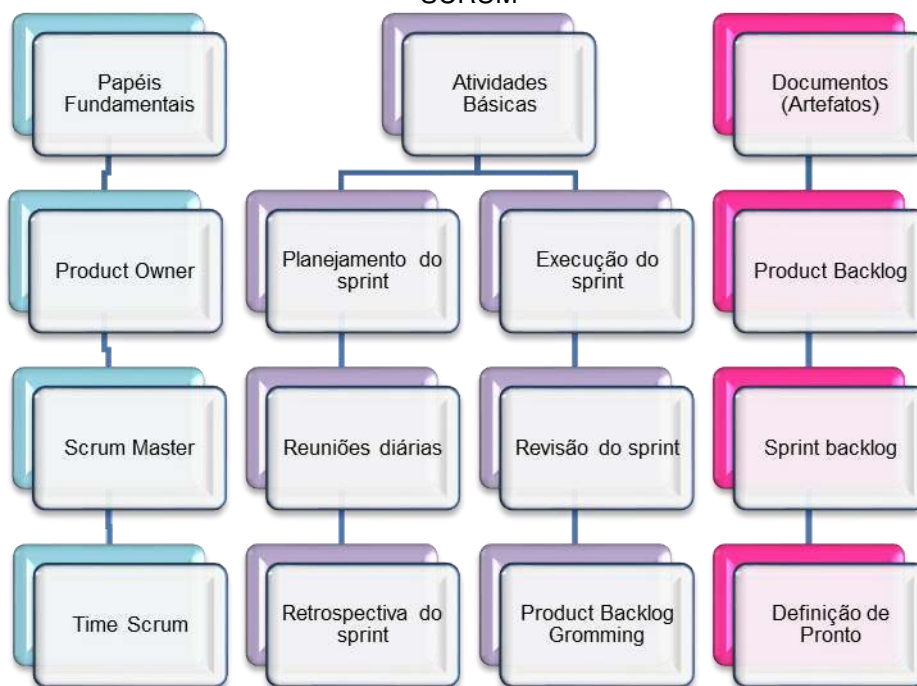 SCRUM
Papéis
Fundamentais
Atividades
Básicas
Documentos
(Artefatos)
Product Owner
Planejamento do
sprint
Execução do
sprint
Product Backlog
Scrum Master
Reuniões diárias
Revisão do sprint
Sprint backlog
Time Scrum
Retrospectiva do
sprint
Product Backlog
Gromming
Definição de
Pronto